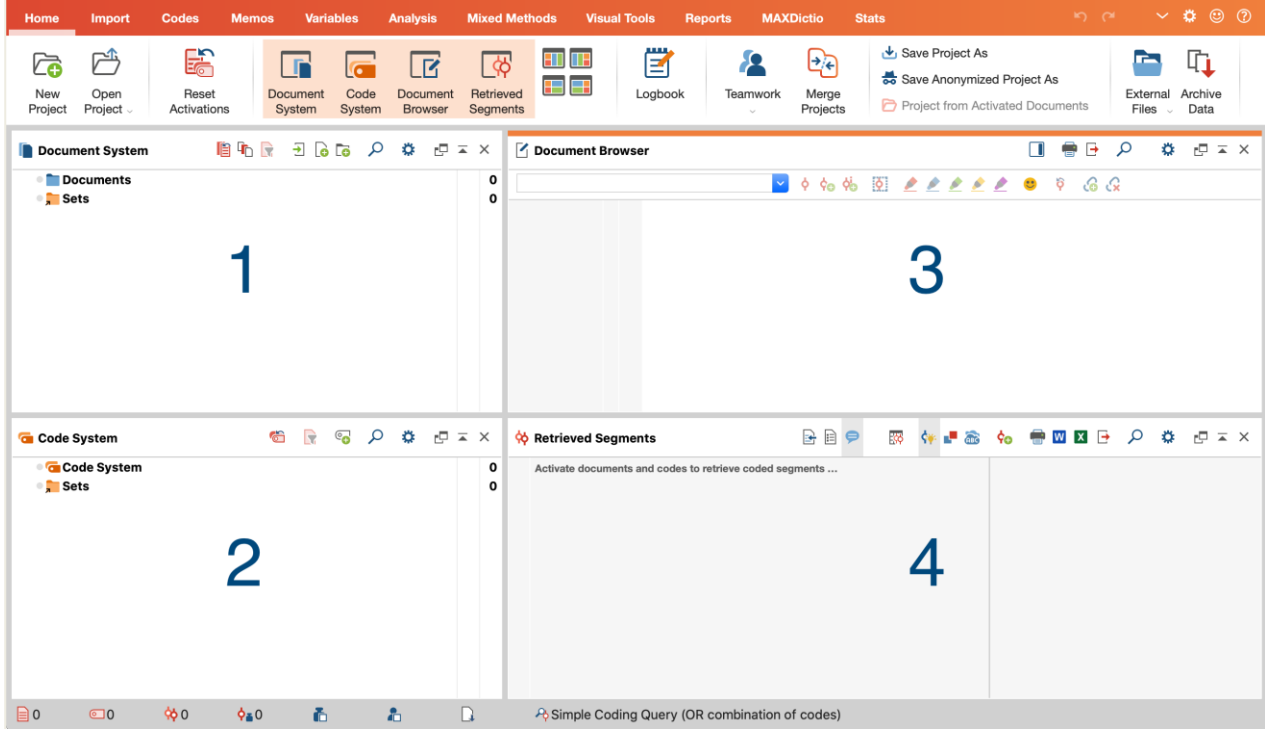 Home Import Codes Memos Variables Analysis Mixed Methods Visual Tools Reports MAXDictio Stats
New Project
Open Project
Reset Activations
Document System
Code System
Document Browser
Retrieved Segments
Logbook
Teamwork
Merge Projects
Save Project As
Save Anonymized Project As
Project from Activated Documents
External Files
Archive Data
Document System
Documents 0
Sets 0
1
Document Browser
3
Code System
Code System 0
Sets 0
2
Retrieved Segments
Activate documents and codes to retrieve coded segments ...
4
0 0 0 0 Simple Coding Query (OR combination of codes)